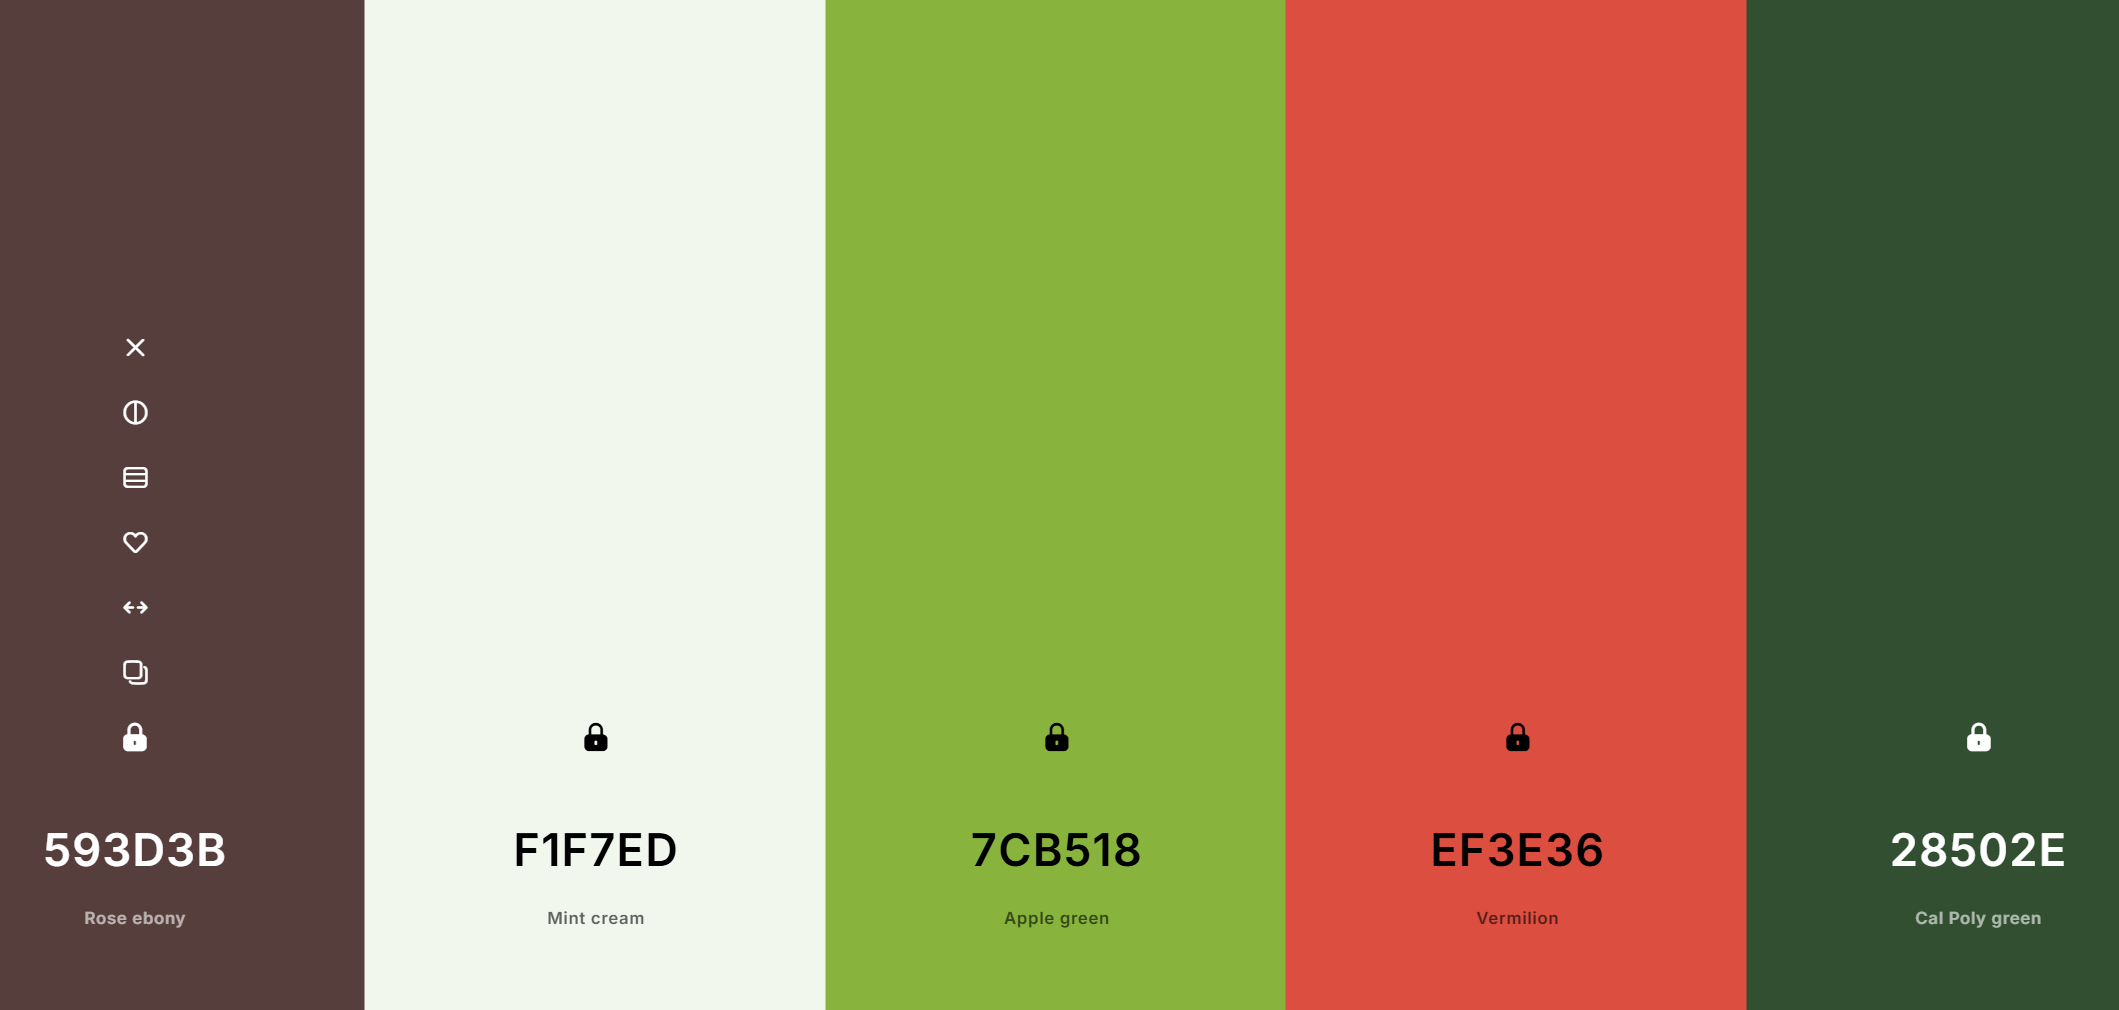 593D3B
Rose ebony
F1F7ED
Mint cream
7CB518
Apple green
EF3E36
Vermilion
28502E
Cal Poly green